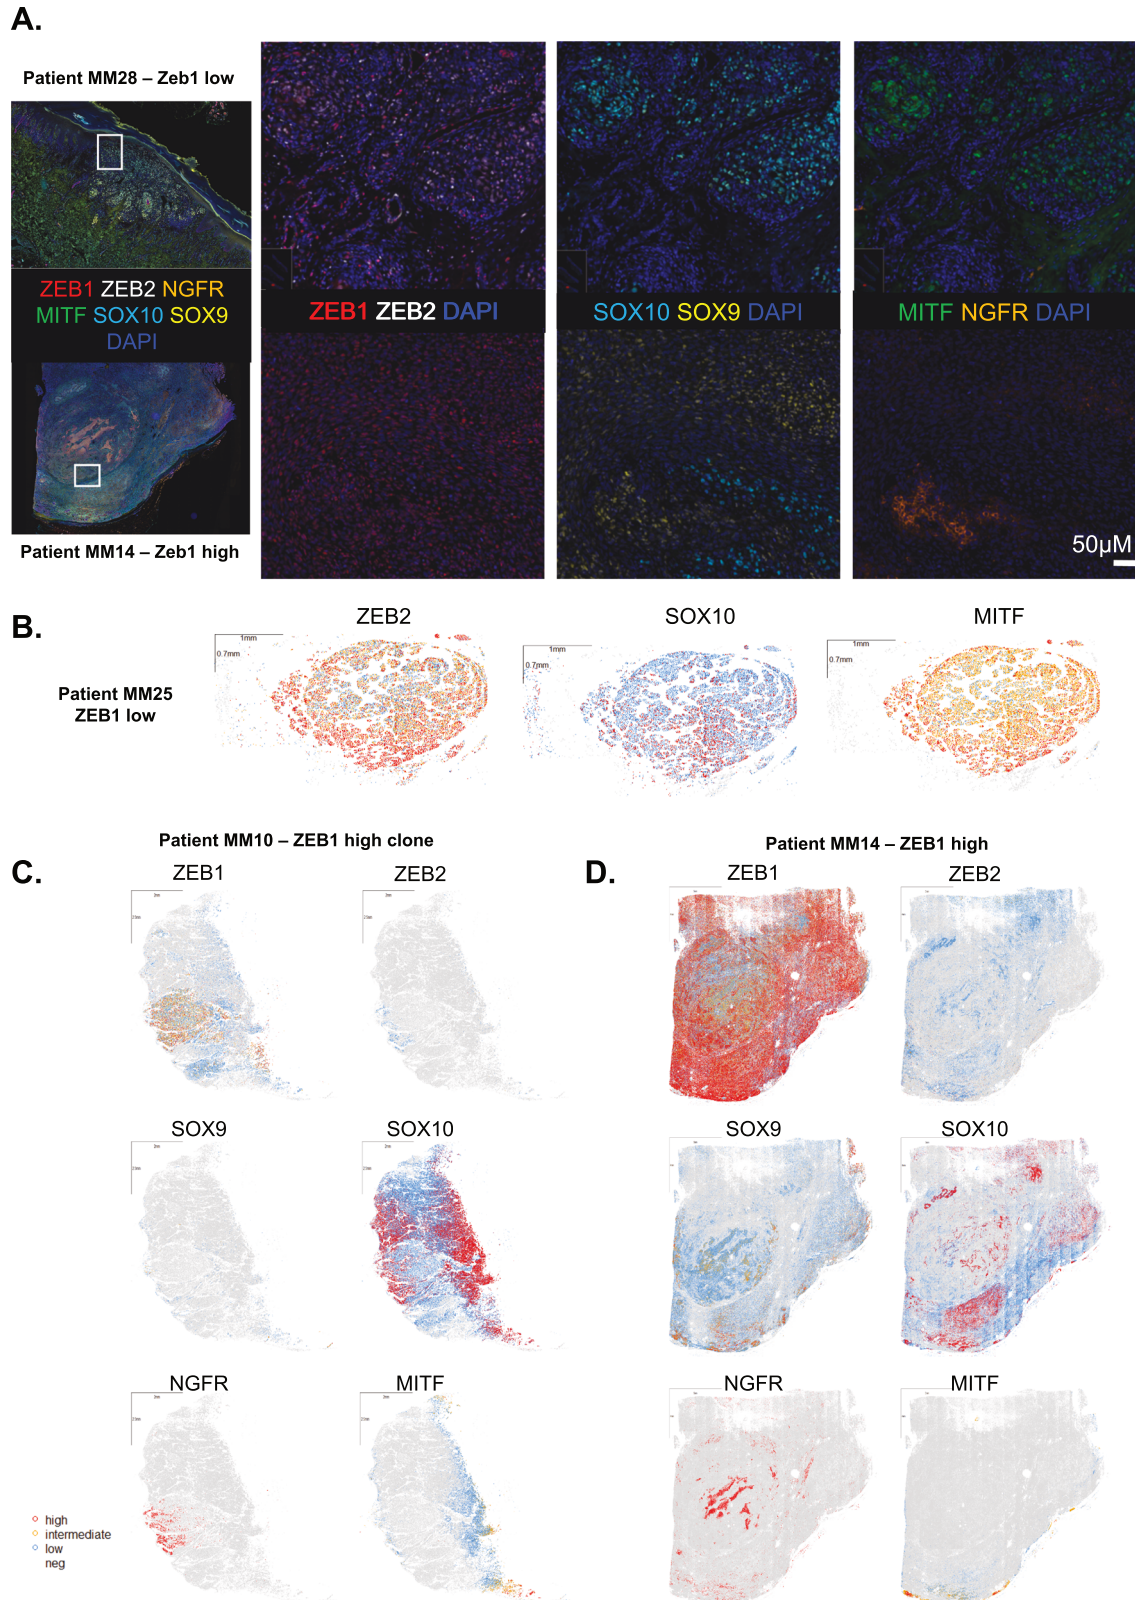 A.
Patient MM28 – Zeb1 low
ZEB1 ZEB2 NGFR
MITF SOX10 SOX9
DAPI
ZEB1 ZEB2 DAPI
SOX10 SOX9 DAPI
MITF NGFR DAPI
Patient MM14 – Zeb1 high
50µM
B.
ZEB2
SOX10
MITF
1mm
0.7mm
1mm
0.7mm
1mm
0.7mm
Patient MM25
ZEB1 low
Patient MM10 – ZEB1 high clone
Patient MM14 – ZEB1 high
C.
ZEB1
ZEB2
D.
ZEB1
ZEB2
SOX9
SOX10
SOX9
SOX10
NGFR
MITF
NGFR
MITF
high
intermediate
low
neg